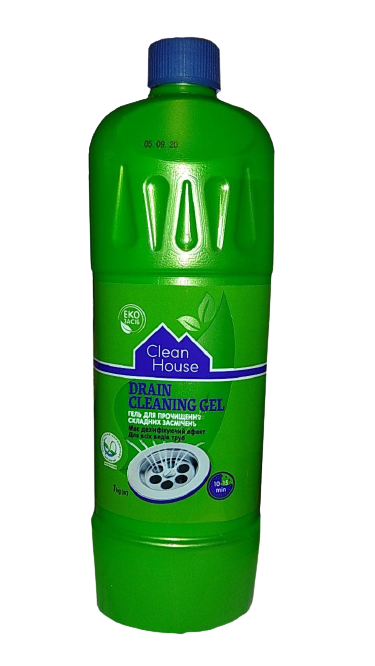 05. 09. 20
ЕКО
ЗАСІБ
Clean
House
DRAIN
CLEANING GEL
ГЕЛЬ ДЛЯ ПРОЧИЩЕННЯ
СКЛАДНИХ ЗАСМІЧЕНЬ
Має дезінфікуючий ефект
Для всіх видів труб
10-15
min